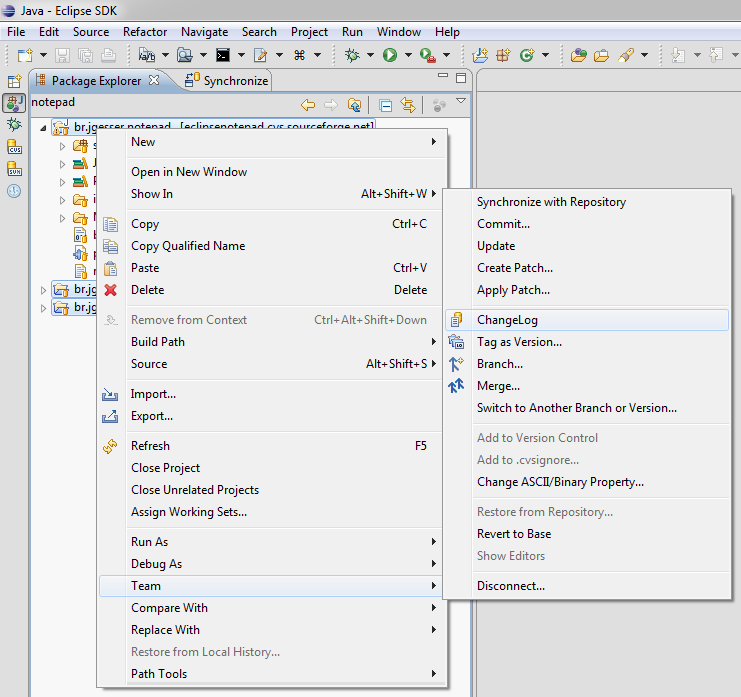 Java - Eclipse SDK
File Edit Source Refactor Navigate Search Project Run Window Help
Package Explorer Synchronize
notepad
br.jgesser.notepad [eclipsenotepad.cvs.sourceforge.net]
br.jg
br.jg
New
Open in New Window
Show In Alt+Shift+W
Copy Ctrl+C
Copy Qualified Name
Paste Ctrl+V
Delete Delete
Remove from Context Ctrl+Alt+Shift+Down
Build Path
Source Alt+Shift+S
Import...
Export...
Refresh F5
Close Project
Close Unrelated Projects
Assign Working Sets...
Run As
Debug As
Team
Compare With
Replace With
Restore from Local History...
Path Tools
Synchronize with Repository
Commit...
Update
Create Patch...
Apply Patch...
ChangeLog
Tag as Version...
Branch...
Merge...
Switch to Another Branch or Version...
Add to Version Control
Add to .cvsignore...
Change ASCII/Binary Property...
Restore from Repository...
Revert to Base
Show Editors
Disconnect...